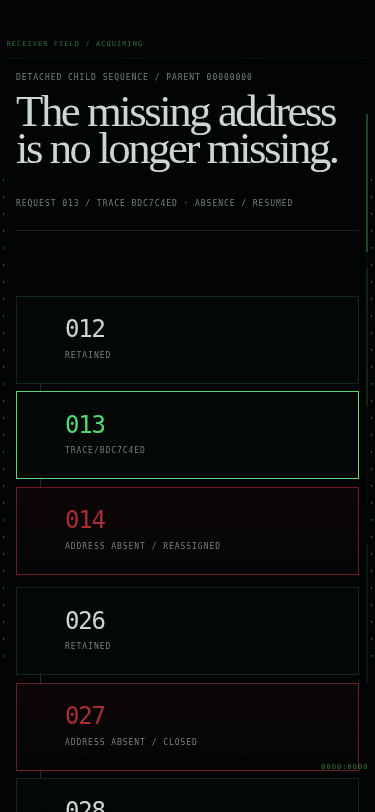 RECEIVER FIELD / ACQUIRING
DETACHED CHILD SEQUENCE / PARENT 00000000
The missing address
is no longer missing.
REQUEST 013 / TRACE BDC7C4ED · ABSENCE / RESUMED
012
RETAINED
013
TRACE/BDC7C4ED
014
ADDRESS ABSENT / REASSIGNED
026
RETAINED
027
ADDRESS ABSENT / CLOSED
0000:0000
028